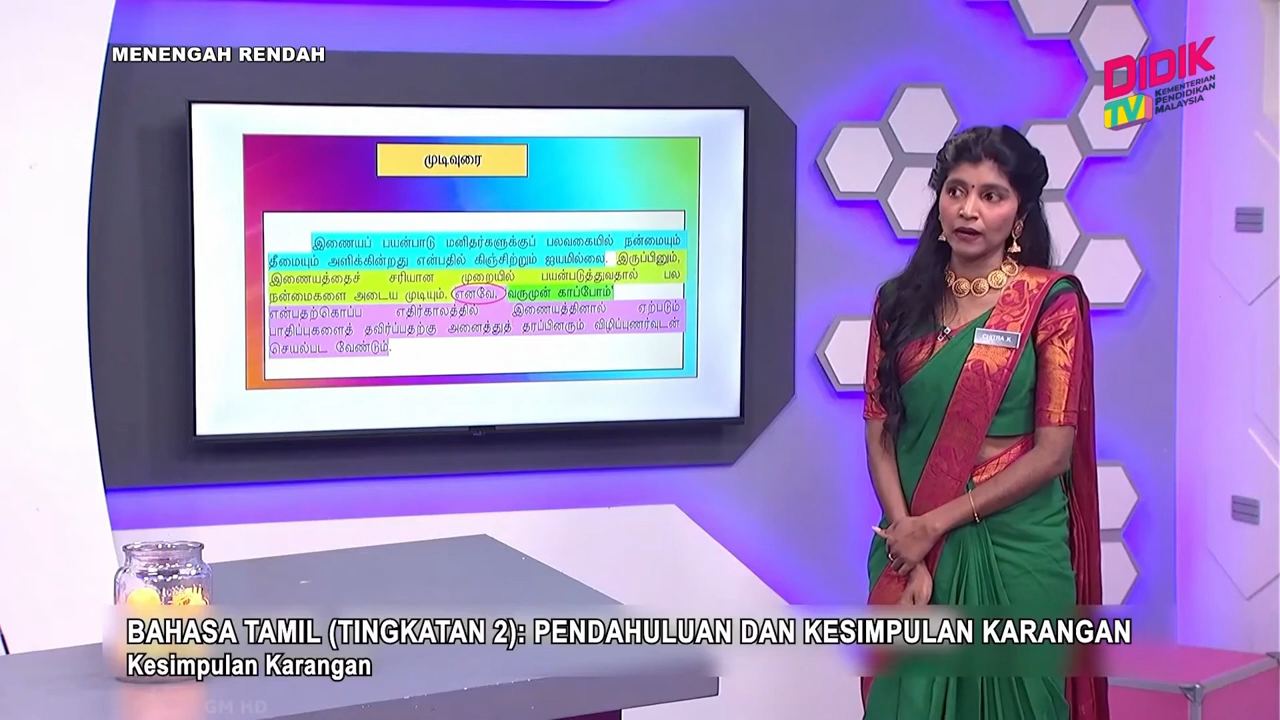 MENENGAH RENDAH
DIDIK
TV
KEMENTERIAN
PENDIDIKAN
MALAYSIA
முடிவுரை
இணையப் பயன்பாடு மனிதர்களுக்குப் பலவகையில் நன்மையும்
தீமையும் அளிக்கின்றது என்பதில் கிஞ்சிற்றும் ஐயமில்லை. இருப்பினும்,
இணையத்தைச் சரியான முறையில் பயன்படுத்துவதால் பல
நன்மைகளை அடைய முடியும். எனவே, 'வருமுன் காப்போம்'
என்பதற்கொப்ப எதிர்காலத்தில் இணையத்தினால் ஏற்படும்
பாதிப்புகளைத் தவிர்ப்பதற்கு அனைத்துத் தரப்பினரும் விழிப்புணர்வுடன்
செயல்பட வேண்டும்.
CHITRA K
BAHASA TAMIL (TINGKATAN 2): PENDAHULUAN DAN KESIMPULAN KARANGAN
Kesimpulan Karangan
GM HD